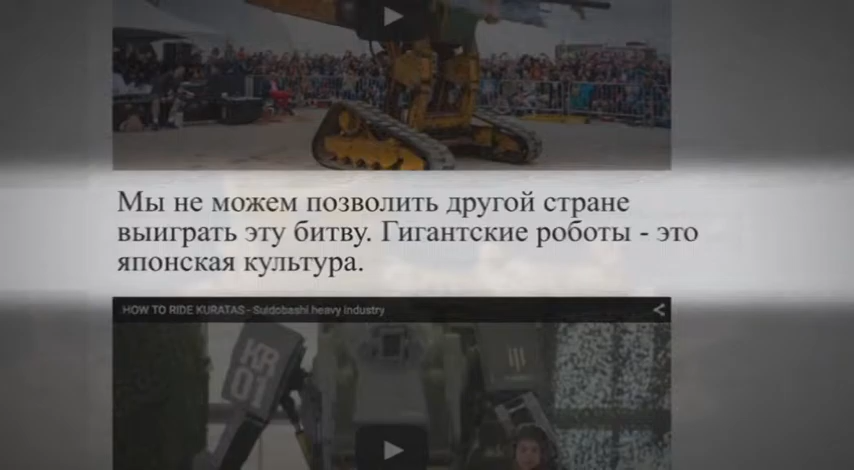 Мы не можем позволить другой стране
выиграть эту битву. Гигантские роботы - это
японская культура.
HOW TO RIDE KURATAS - Suidobashi heavy industry
KR
01